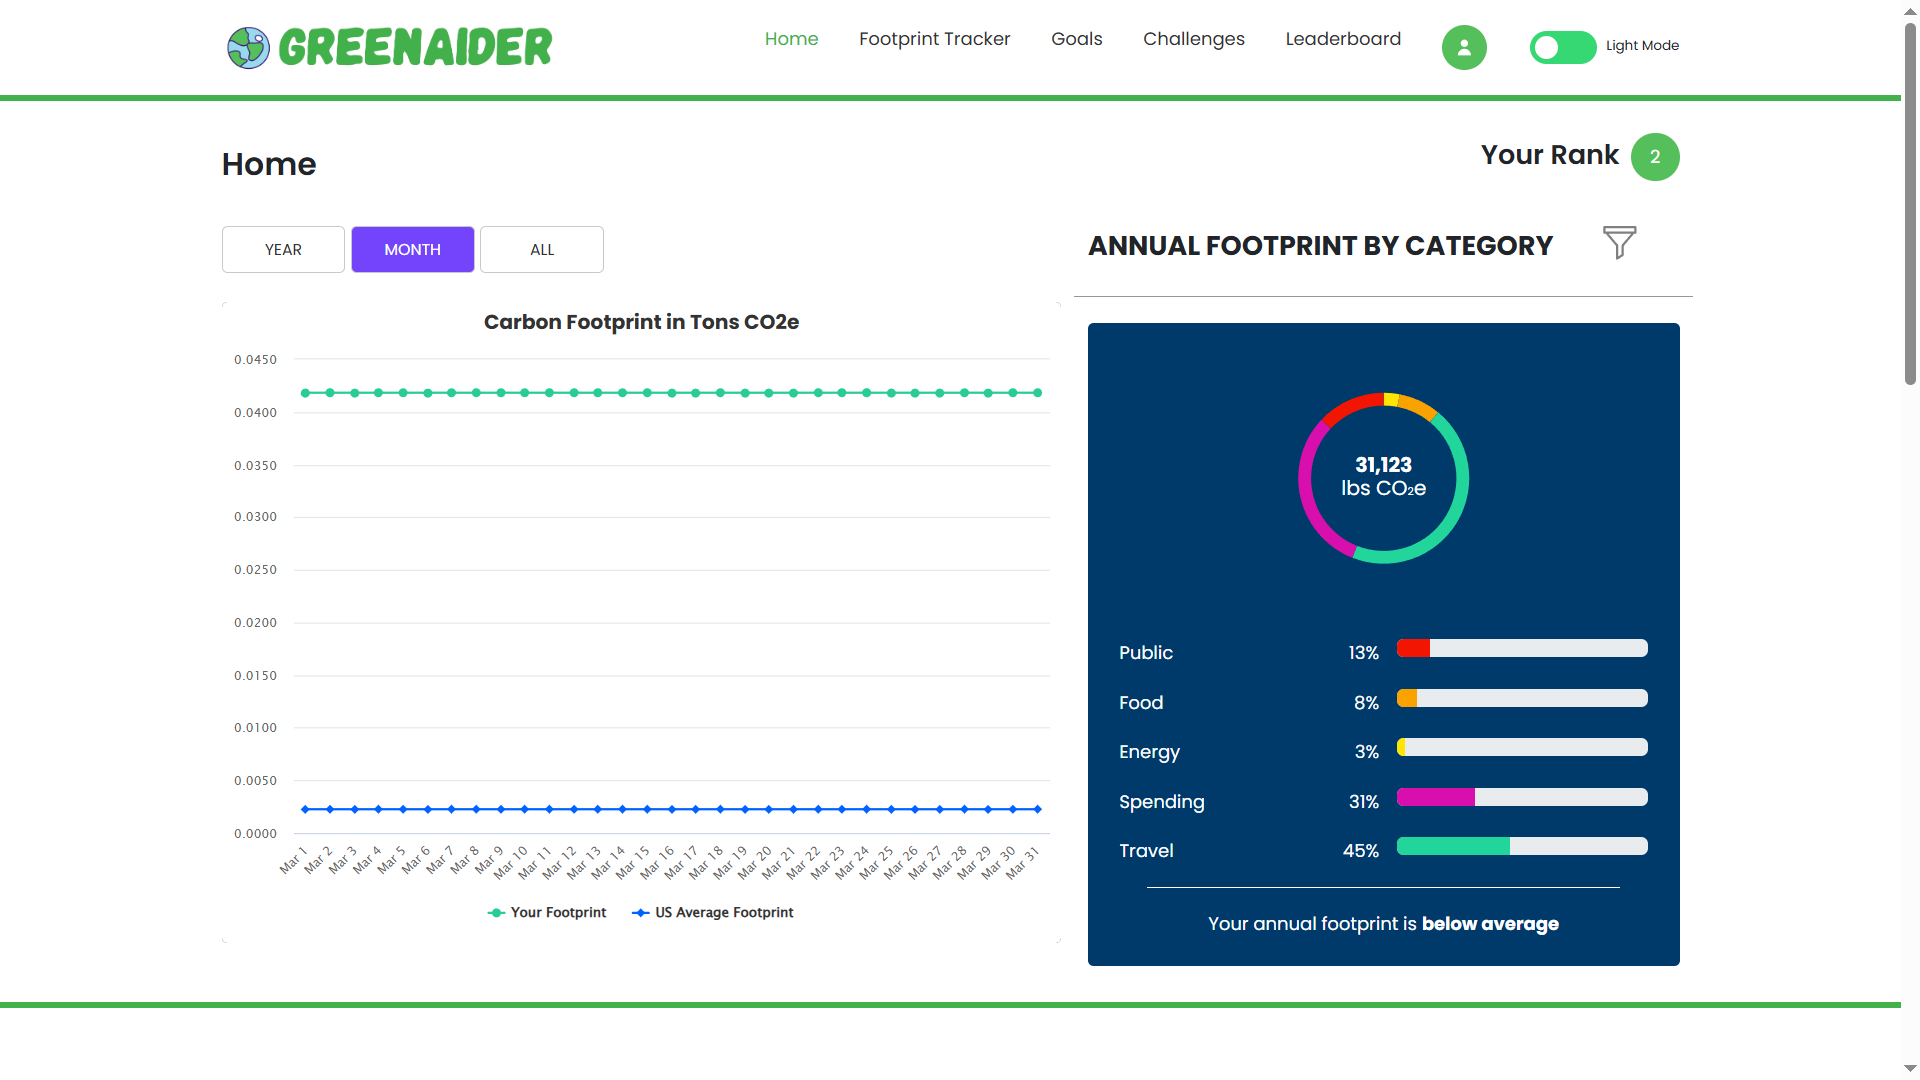 GREENAIDER
Home
Footprint Tracker
Goals
Challenges
Leaderboard
Light Mode
Home
Your Rank 2
YEAR
MONTH
ALL
Carbon Footprint in Tons CO2e
0.0450
0.0400
0.0350
0.0300
0.0250
0.0200
0.0150
0.0100
0.0050
0.0000
Mar 1
Mar 2
Mar 3
Mar 4
Mar 5
Mar 6
Mar 7
Mar 8
Mar 9
Mar 10
Mar 11
Mar 12
Mar 13
Mar 14
Mar 15
Mar 16
Mar 17
Mar 18
Mar 19
Mar 20
Mar 21
Mar 22
Mar 23
Mar 24
Mar 25
Mar 26
Mar 27
Mar 28
Mar 29
Mar 30
Mar 31
Your Footprint
US Average Footprint
ANNUAL FOOTPRINT BY CATEGORY
31,123
lbs CO₂e
Public 13%
Food 8%
Energy 3%
Spending 31%
Travel 45%
Your annual footprint is below average